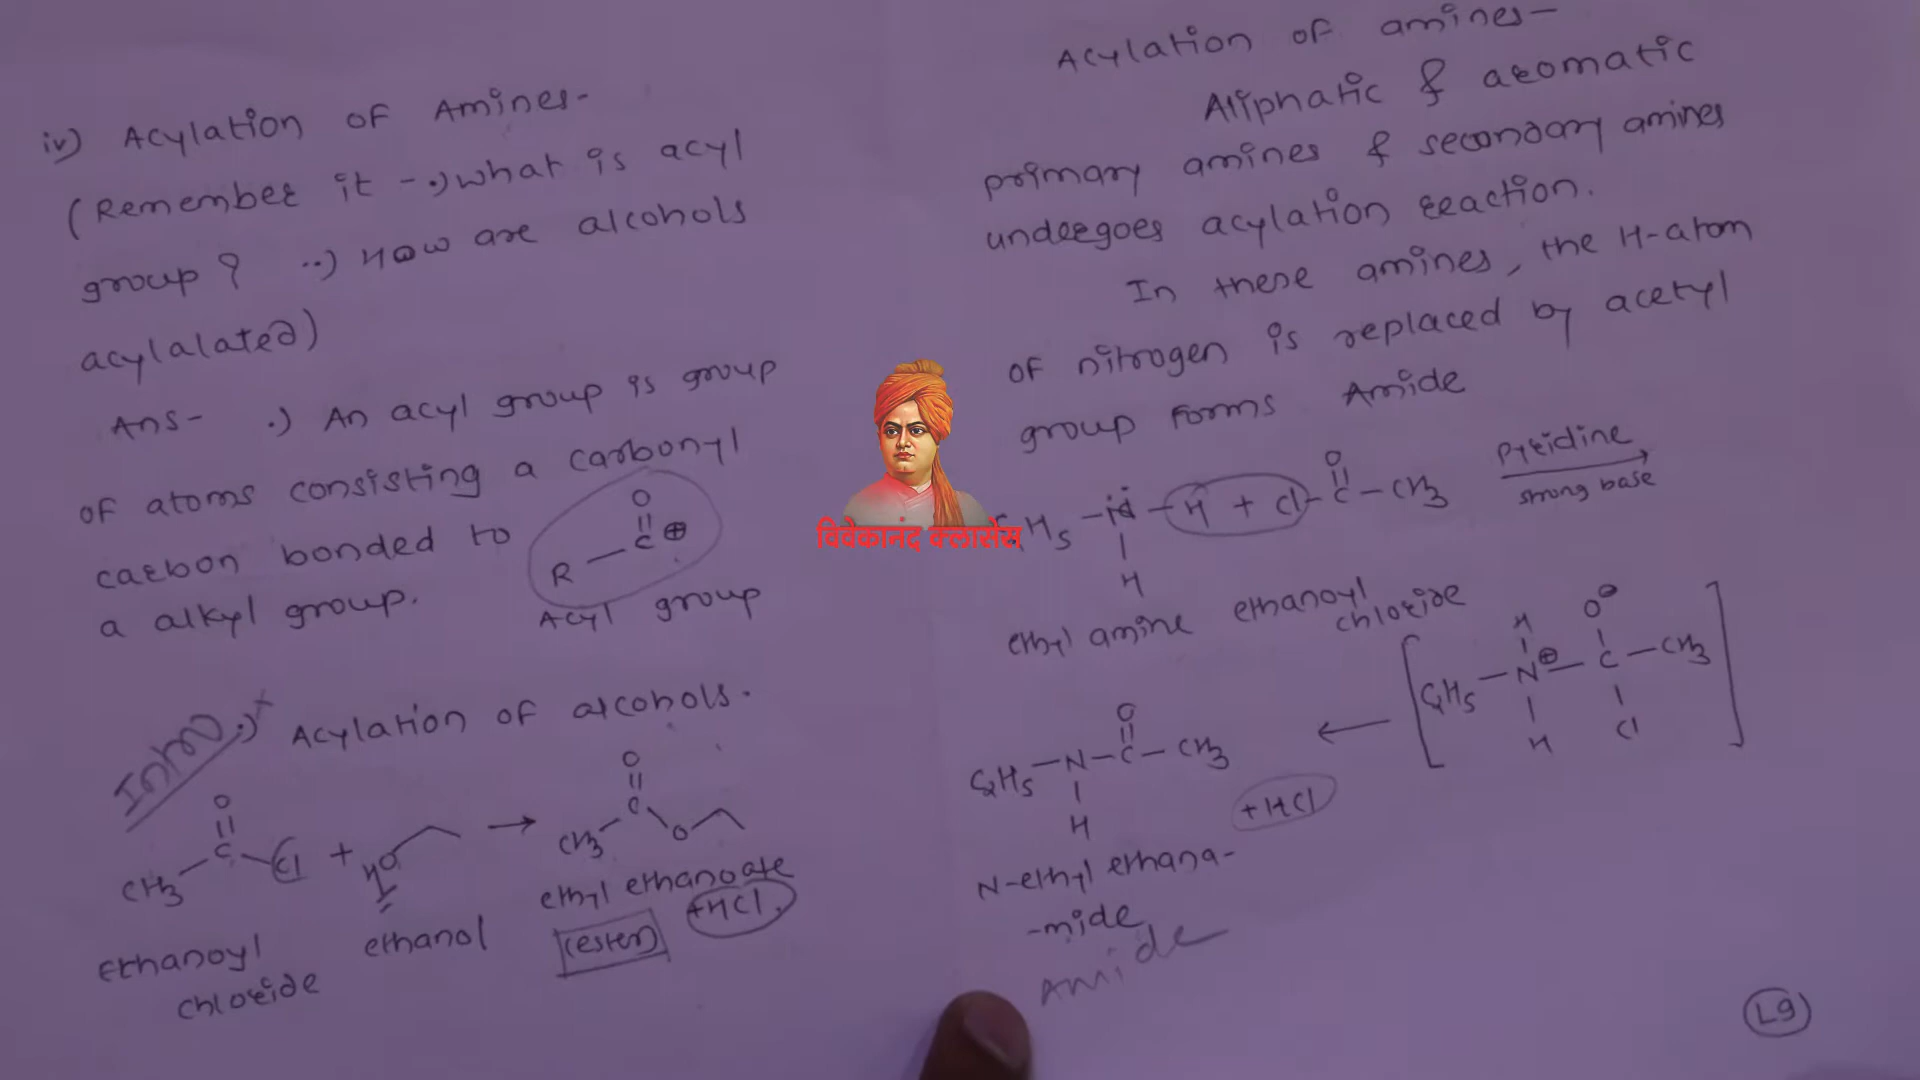 iv) Acylation of Amines-
(Remember it - .) what is acyl
group ? ..) How are alcohols
acylalated)
Ans- .) An acyl group is group
of atoms consisting a carbonyl
carbon bonded to
a alkyl group.
O
||
R — C ⊕
Acyl group
Intro .) Acylation of alcohols.
O
||
CH3 — C — Cl + HO
→
O
||
CH3 C O
ethyl ethanoate
(ester) +HCl.
Ethanoyl
chloride
ethanol
Acylation of amines—
Aliphatic & aromatic
primary amines & secondary amines
undergoes acylation reaction.
In these amines, the H-atom
of nitrogen is replaced by acetyl
group forms Amide
C2H5 — N — H + Cl — C — CH3
O
||
H
Pyridine
strong base
ethyl amine ethanoyl
chloride
[ C2H5 — N⊕ — C — CH3 ]
H O⊖
H Cl
←
O
||
C2H5 — N — C — CH3
H
+HCl
N-ethyl ethana-
-mide
Amide
विवेकानंद क्लासेस
L9